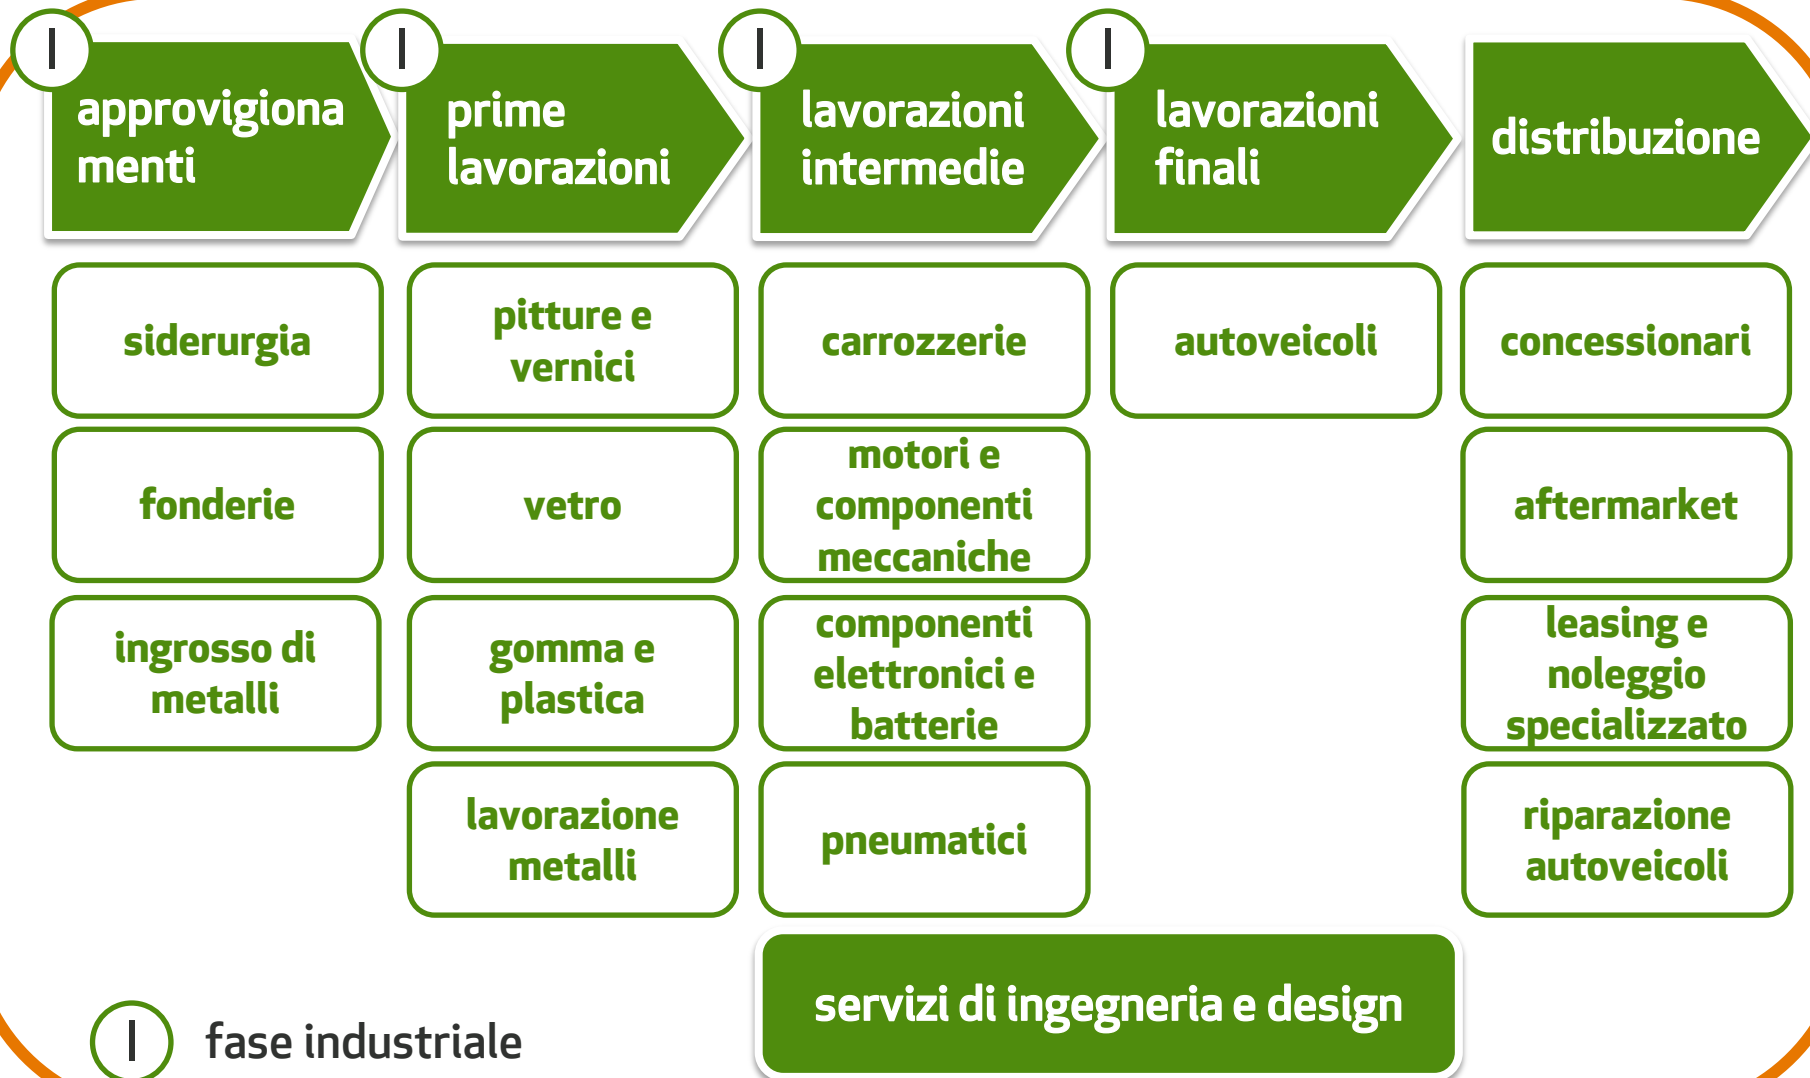 I
approvigiona
menti
I
prime
lavorazioni
I
lavorazioni
intermedie
I
lavorazioni
finali
distribuzione
siderurgia
pitture e
vernici
carrozzerie
autoveicoli
concessionari
fonderie
vetro
motori e
componenti
meccaniche
aftermarket
ingrosso di
metalli
gomma e
plastica
componenti
elettronici e
batterie
leasing e
noleggio
specializzato
lavorazione
metalli
pneumatici
riparazione
autoveicoli
servizi di ingegneria e design
I
fase industriale